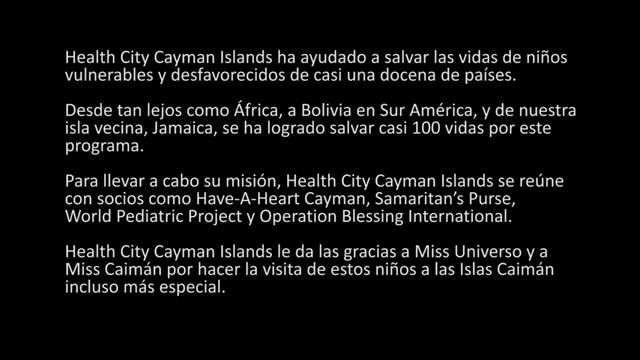 Health City Cayman Islands ha ayudado a salvar las vidas de niños
vulnerables y desfavorecidos de casi una docena de países.
Desde tan lejos como África, a Bolivia en Sur América, y de nuestra
isla vecina, Jamaica, se ha logrado salvar casi 100 vidas por este
programa.
Para llevar a cabo su misión, Health City Cayman Islands se reúne
con socios como Have-A-Heart Cayman, Samaritan’s Purse,
World Pediatric Project y Operation Blessing International.
Health City Cayman Islands le da las gracias a Miss Universo y a
Miss Caimán por hacer la visita de estos niños a las Islas Caimán
incluso más especial.